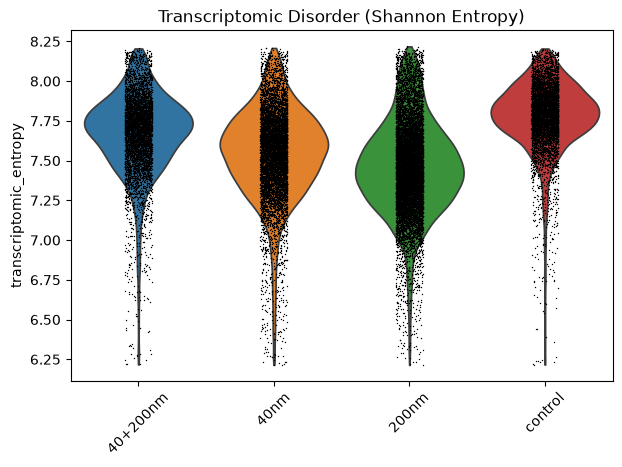 Transcriptomic Disorder (Shannon Entropy)
transcriptomic_entropy
8.25
8.00
7.75
7.50
7.25
7.00
6.75
6.50
6.25
40+200nm
40nm
200nm
control